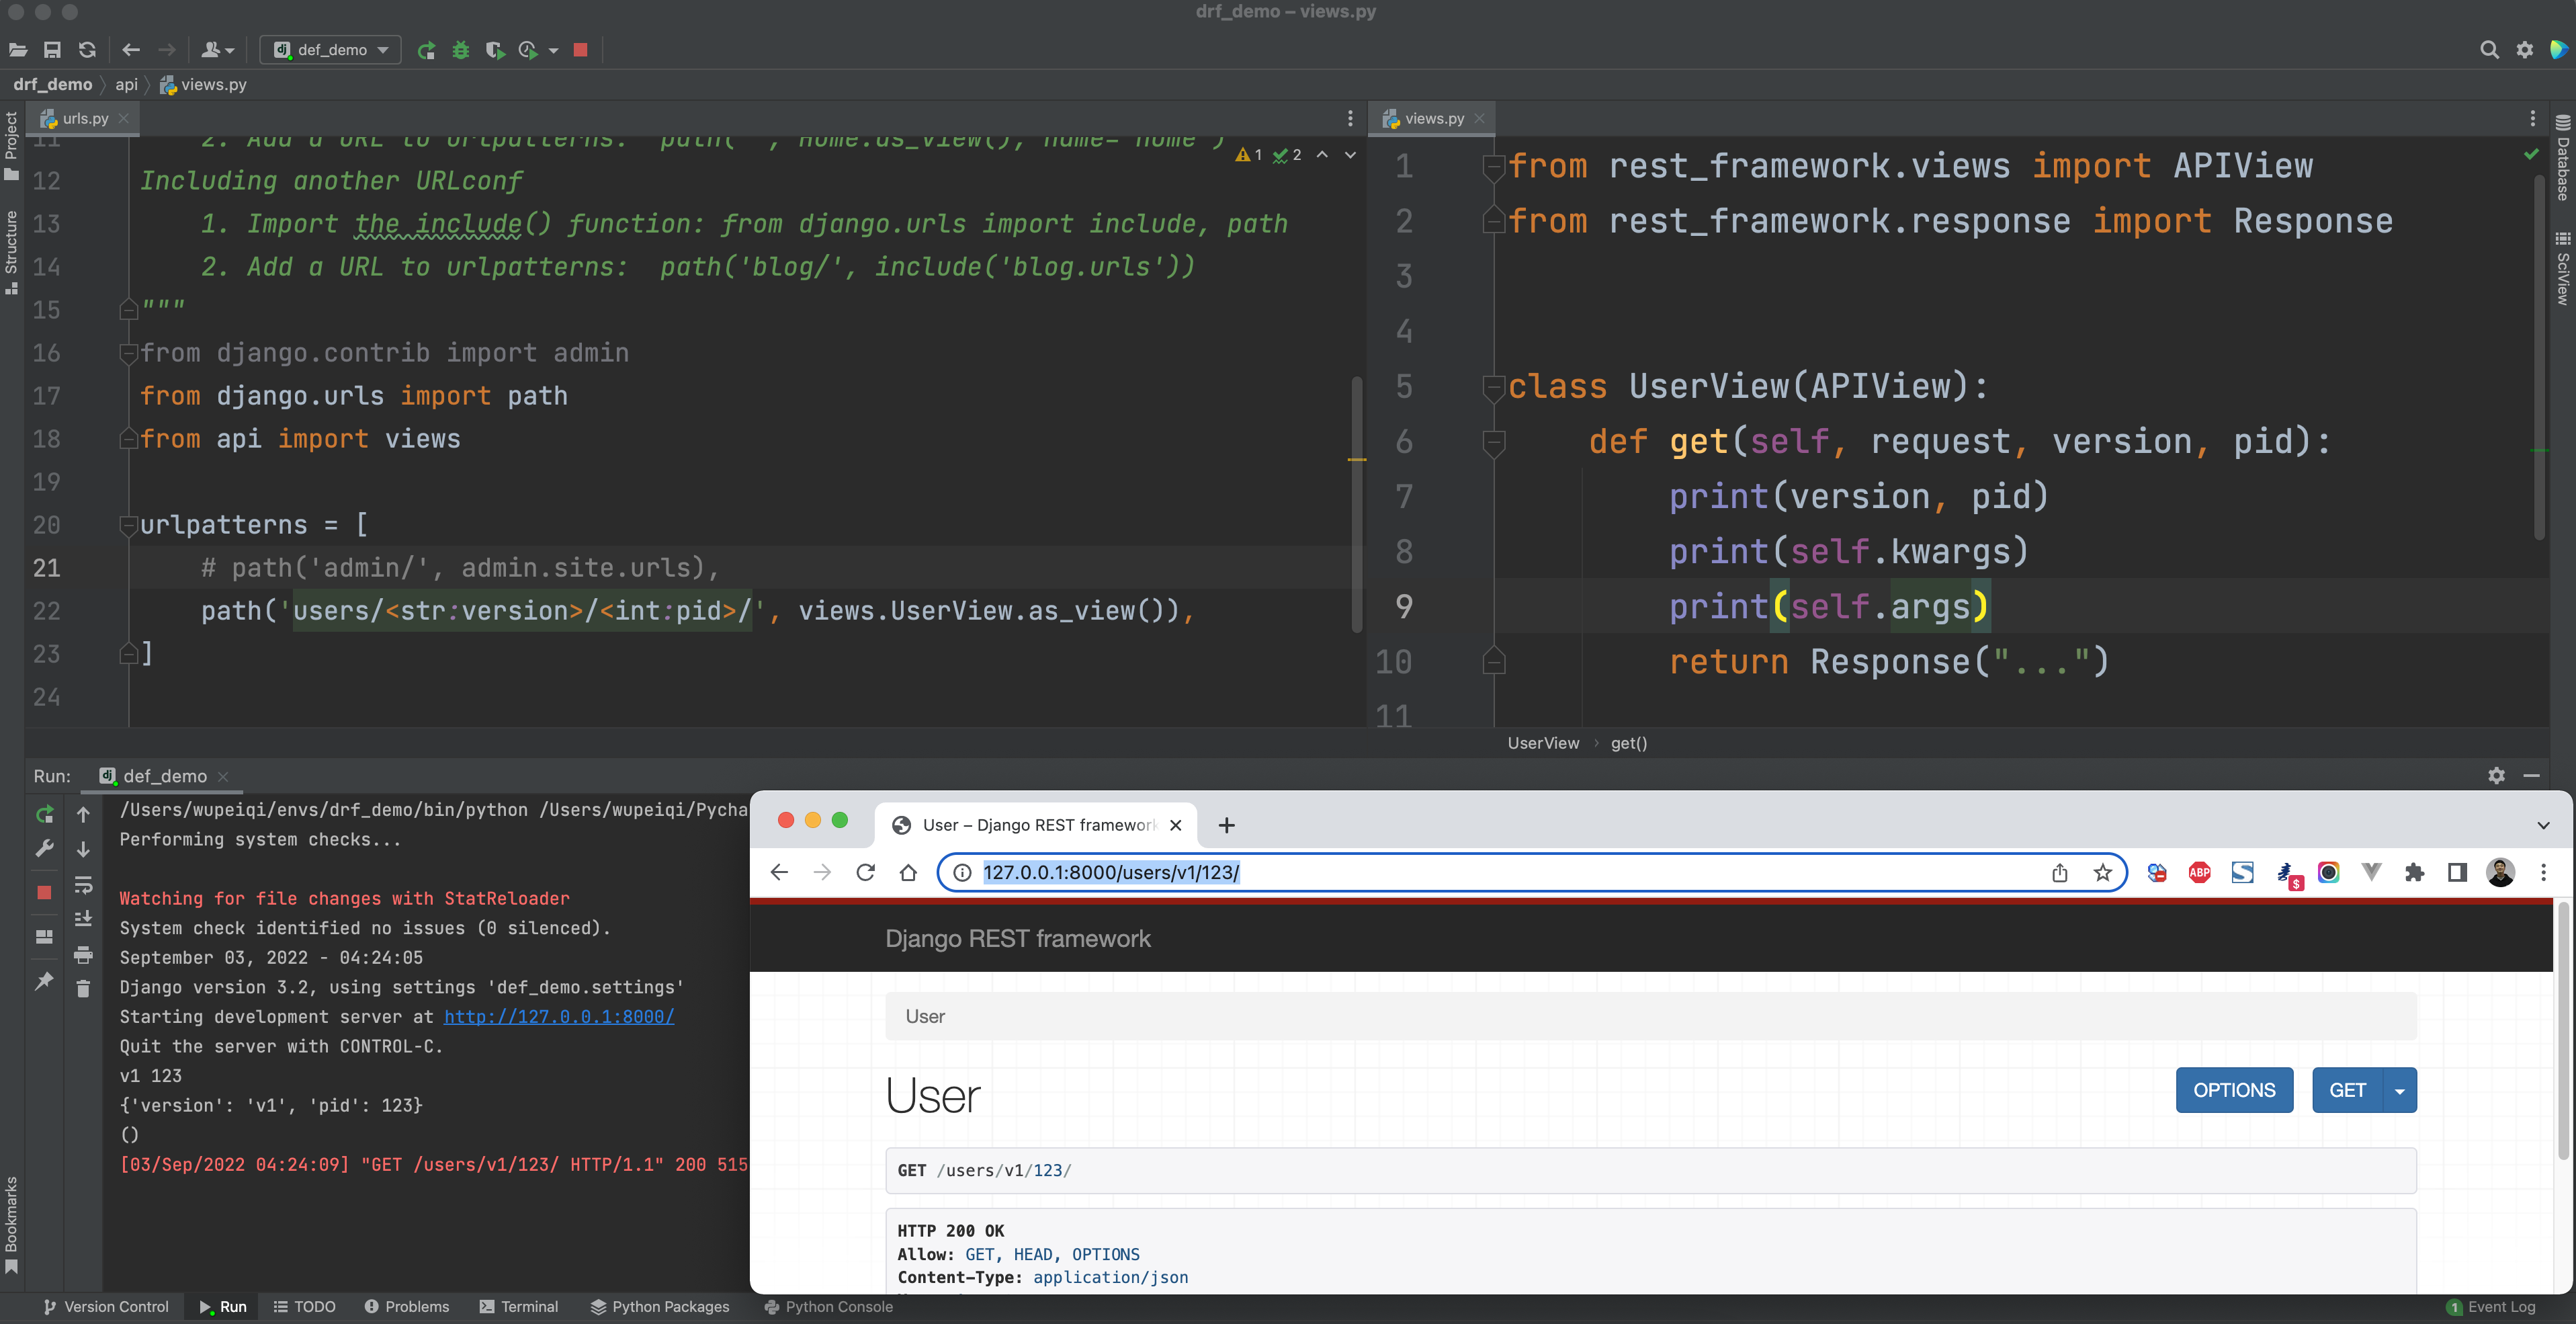 drf_demo – views.py
def_demo
drf_demo
api
views.py
Project
Structure
Bookmarks
urls.py
11 2. Add a URL to urlpatterns: path('', Home.as_view(), name='home')
1 2
12 Including another URLconf
13 1. Import the include() function: from django.urls import include, path
14 2. Add a URL to urlpatterns: path('blog/', include('blog.urls'))
15 """
16 from django.contrib import admin
17 from django.urls import path
18 from api import views
19
20 urlpatterns = [
21 # path('admin/', admin.site.urls),
22 path('users/<str:version>/<int:pid>/', views.UserView.as_view()),
23 ]
24
views.py
1 from rest_framework.views import APIView
2 from rest_framework.response import Response
3
4
5 class UserView(APIView):
6 def get(self, request, version, pid):
7 print(version, pid)
8 print(self.kwargs)
9 print(self.args)
10 return Response("...")
11
UserView
get()
Database
SciView
Run:
def_demo
/Users/wupeiqi/envs/drf_demo/bin/python /Users/wupeiqi/Pycha
Performing system checks...
Watching for file changes with StatReloader
System check identified no issues (0 silenced).
September 03, 2022 - 04:24:05
Django version 3.2, using settings 'def_demo.settings'
Starting development server at http://127.0.0.1:8000/
Quit the server with CONTROL-C.
v1 123
{'version': 'v1', 'pid': 123}
()
[03/Sep/2022 04:24:09] "GET /users/v1/123/ HTTP/1.1" 200 515
User – Django REST framework
127.0.0.1:8000/users/v1/123/
ABP
Django REST framework
User
User
OPTIONS
GET
GET /users/v1/123/
HTTP 200 OK
Allow: GET, HEAD, OPTIONS
Content-Type: application/json
Version Control
Run
TODO
Problems
Terminal
Python Packages
Python Console
1 Event Log